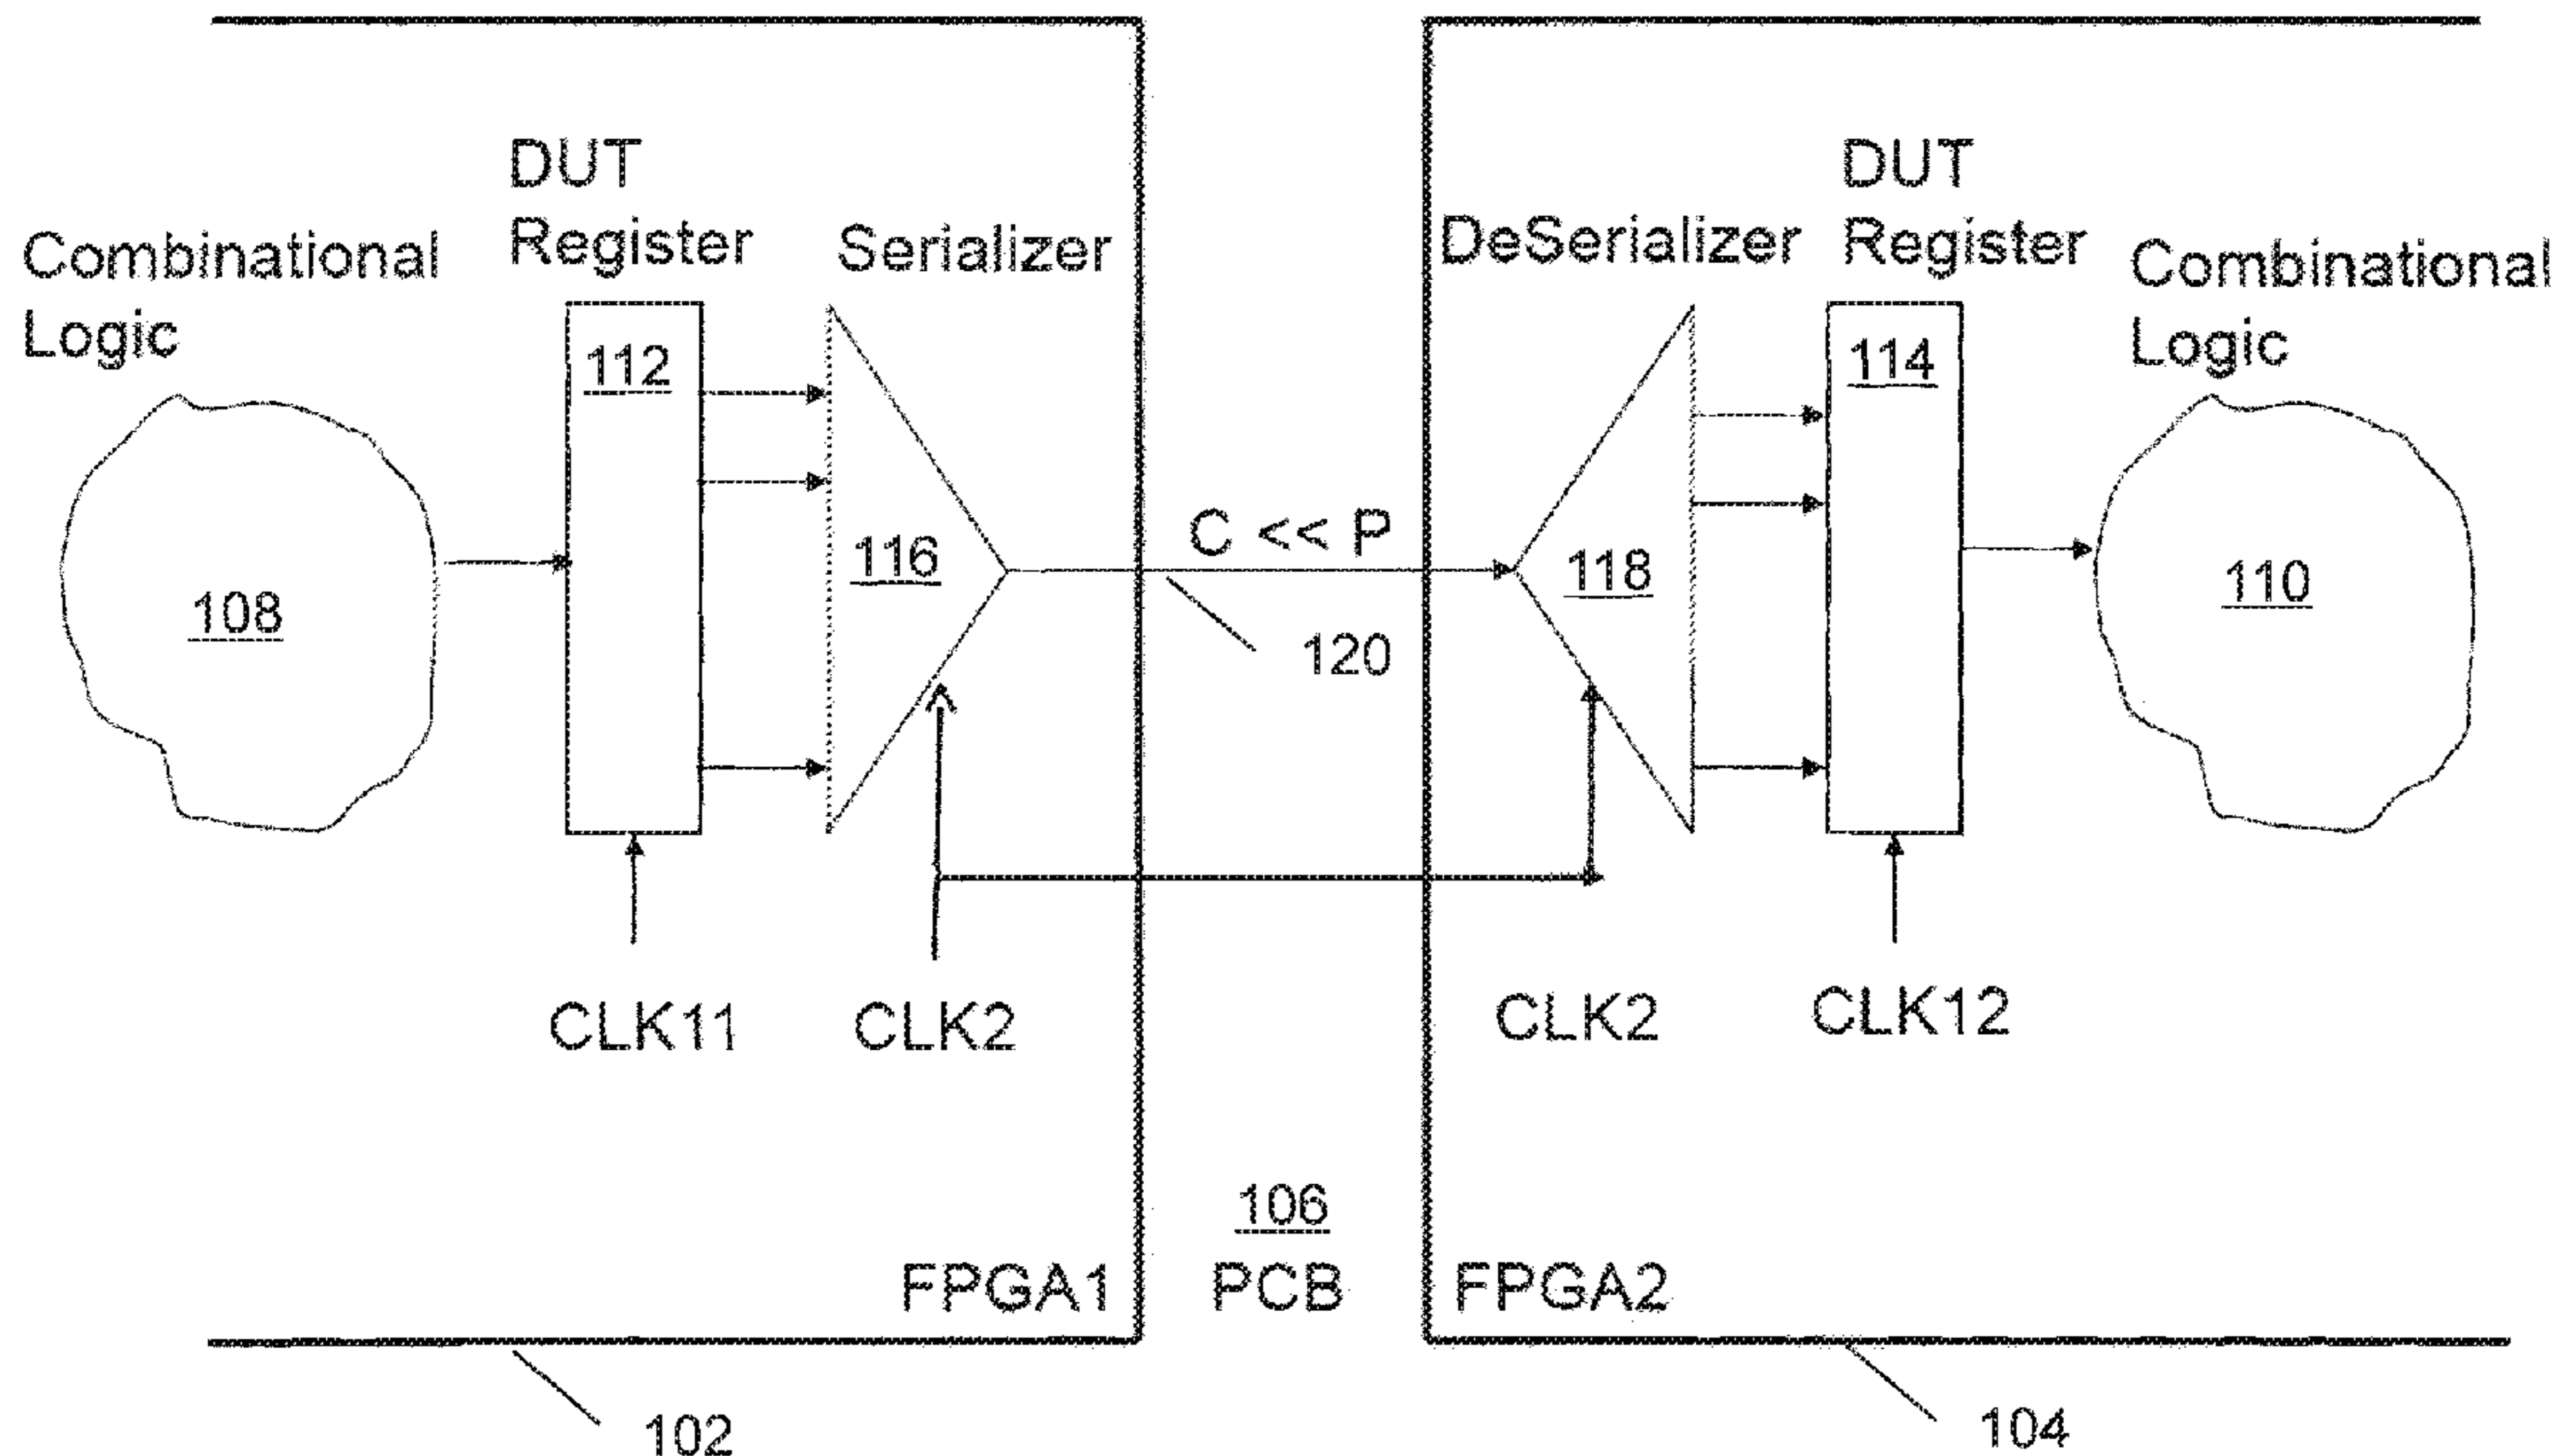 DUT
Register
Combinational
Logic
Serializer
112
108
116
C << P
120
CLK11
CLK2
FPGA1
102
106
PCB
DUT
Register
DeSerializer
Combinational
Logic
114
118
110
CLK2
CLK12
FPGA2
104